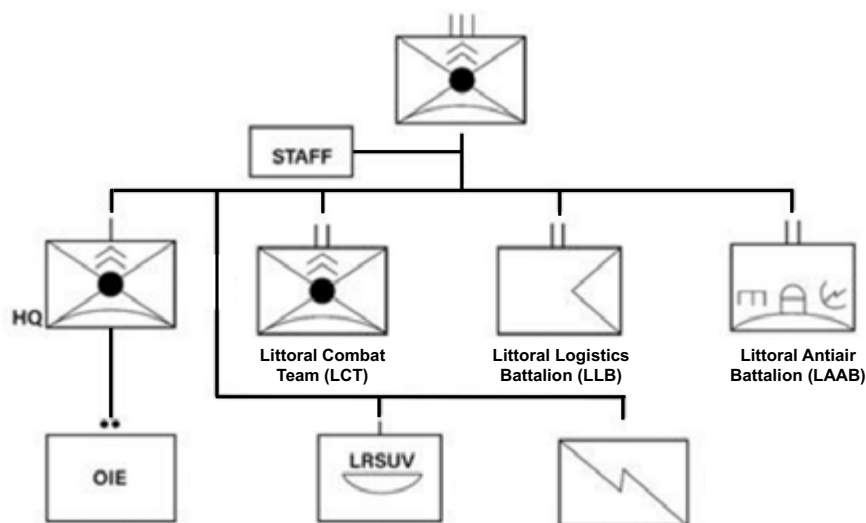 STAFF
HQ
Littoral Combat
Team (LCT)
Littoral Logistics
Battalion (LLB)
Littoral Antiair
Battalion (LAAB)
OIE
LRSUV